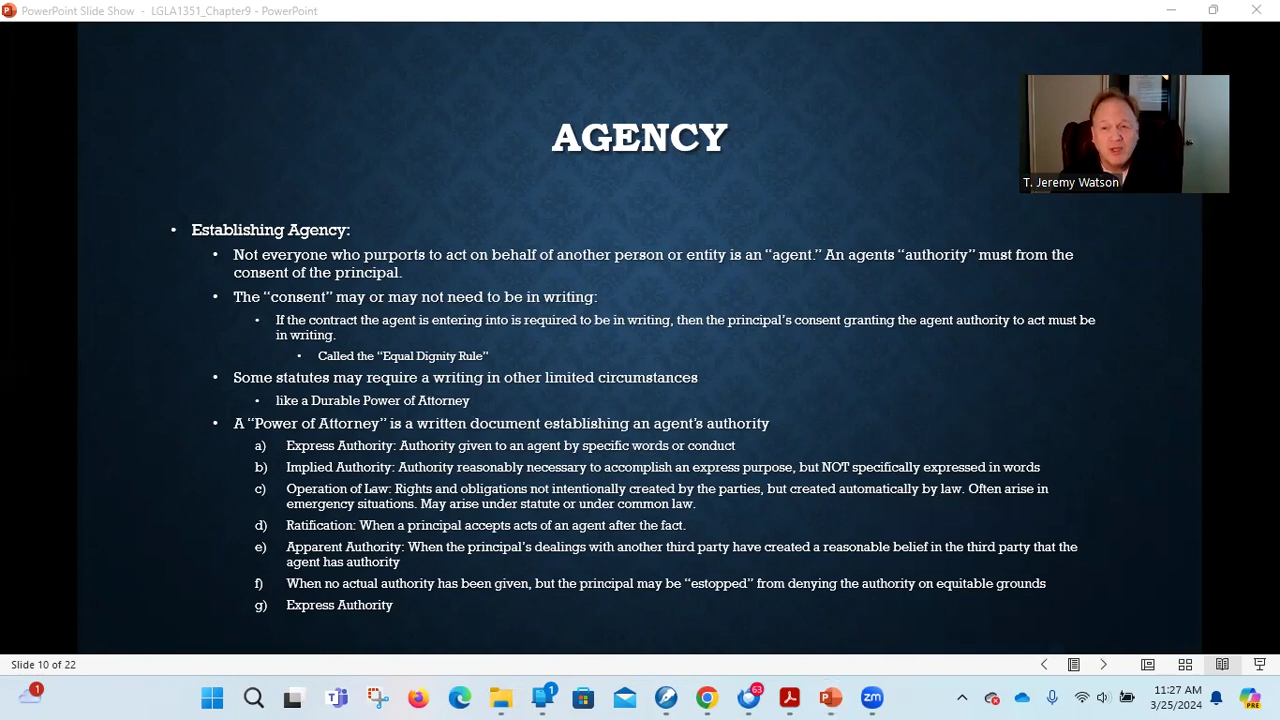 PowerPoint Slide Show - LGLA1351_Chapter9 - PowerPoint
AGENCY
T. Jeremy Watson
• Establishing Agency:
• Not everyone who purports to act on behalf of another person or entity is an “agent.” An agents “authority” must from the
consent of the principal.
• The “consent” may or may not need to be in writing:
• If the contract the agent is entering into is required to be in writing, then the principal’s consent granting the agent authority to act must be
in writing.
• Called the “Equal Dignity Rule”
• Some statutes may require a writing in other limited circumstances
• like a Durable Power of Attorney
• A “Power of Attorney” is a written document establishing an agent’s authority
a) Express Authority: Authority given to an agent by specific words or conduct
b) Implied Authority: Authority reasonably necessary to accomplish an express purpose, but NOT specifically expressed in words
c) Operation of Law: Rights and obligations not intentionally created by the parties, but created automatically by law. Often arise in
emergency situations. May arise under statute or under common law.
d) Ratification: When a principal accepts acts of an agent after the fact.
e) Apparent Authority: When the principal’s dealings with another third party have created a reasonable belief in the third party that the
agent has authority
f) When no actual authority has been given, but the principal may be “estopped” from denying the authority on equitable grounds
g) Express Authority
Slide 10 of 22
1
1
63
zm
11:27 AM
3/25/2024
PRE